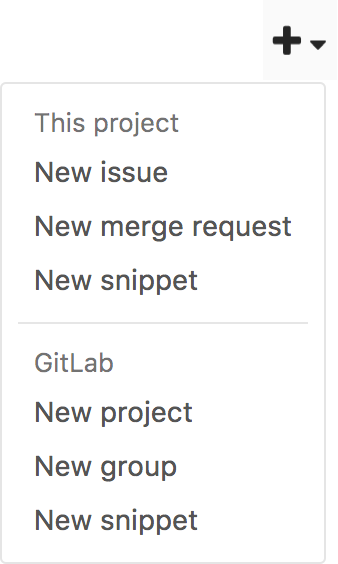 This project
New issue
New merge request
New snippet
GitLab
New project
New group
New snippet